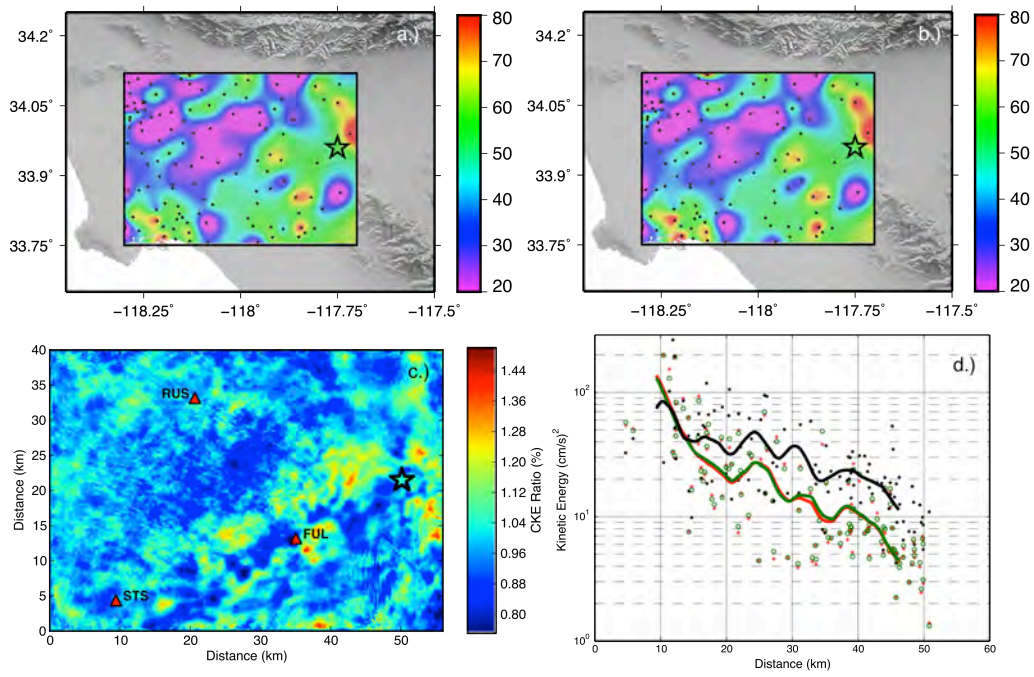 a.)
34.2°
34.05°
33.9°
33.75°
−118.25° −118° −117.75° −117.5°
80
70
60
50
40
30
20
b.)
34.2°
34.05°
33.9°
33.75°
−118.25° −118° −117.75° −117.5°
80
70
60
50
40
30
20
c.)
40
35
30
25
20
15
10
5
0
Distance (km)
RUS
FUL
STS
0 10 20 30 40 50
Distance (km)
1.44
1.36
1.28
1.20
1.12
1.04
0.96
0.88
0.80
CKE Ratio (%)
d.)
10²
10¹
10⁰
Kinetic Energy (cm/s)²
0 10 20 30 40 50 60
Distance (km)